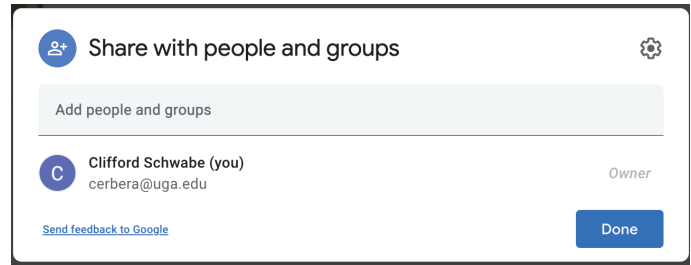 Share with people and groups
Add people and groups
C
Clifford Schwabe (you)
cerbera@uga.edu
Owner
Send feedback to Google
Done